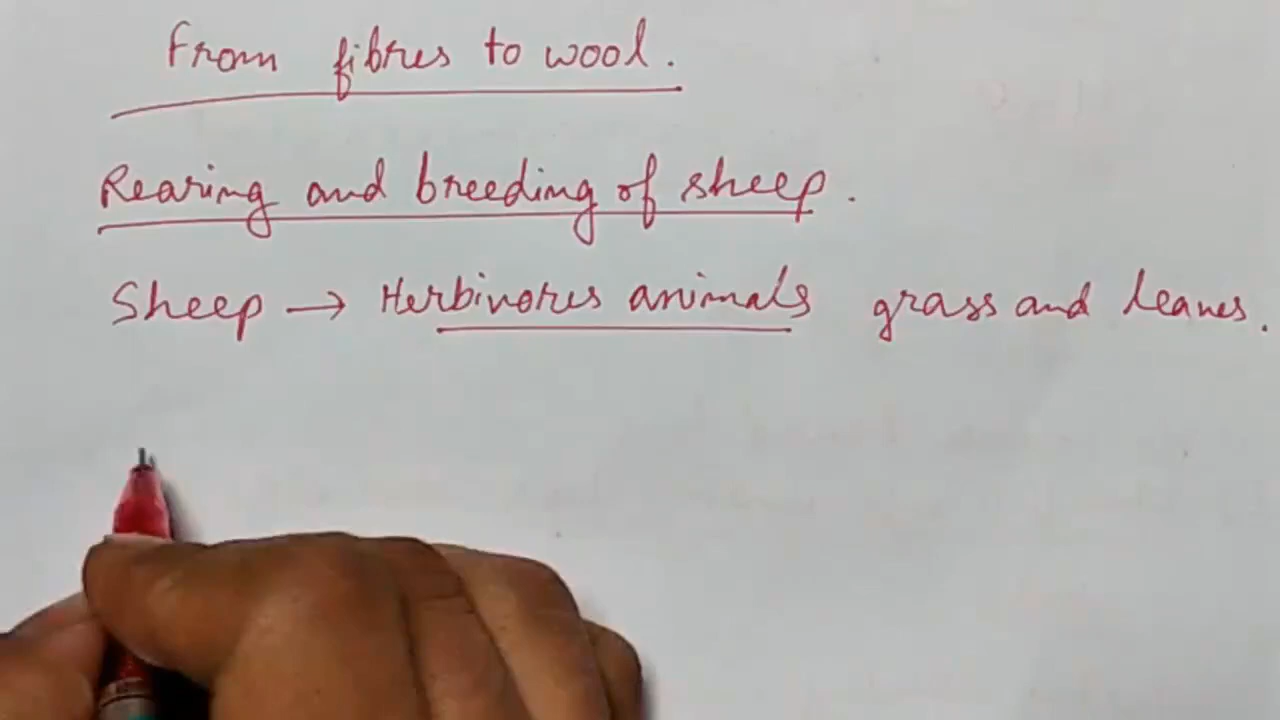 From fibres to wool.
Rearing and breeding of sheep.
Sheep → Herbivores animals grass and leaves.